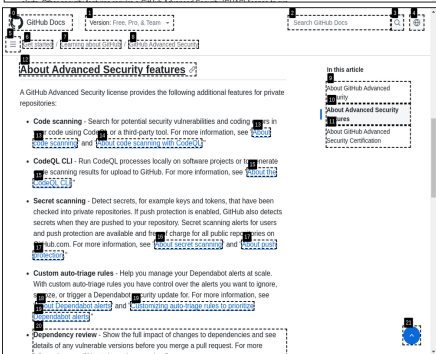 GitHub Docs
Version: Free, Pro, & Team
Search GitHub Docs
Get started / Learning about GitHub / GitHub Advanced Security
About Advanced Security features
A GitHub Advanced Security license provides the following additional features for private
repositories:
• Code scanning - Search for potential security vulnerabilities and coding errors in
your code using CodeQL or a third-party tool. For more information, see "About
code scanning" and "About code scanning with CodeQL."
• CodeQL CLI - Run CodeQL processes locally on software projects or to generate
code scanning results for upload to GitHub. For more information, see "About the
CodeQL CLI."
• Secret scanning - Detect secrets, for example keys and tokens, that have been
checked into private repositories. If push protection is enabled, GitHub also detects
secrets when they are pushed to your repository. Secret scanning alerts for users
and push protection are available and free of charge for all public repositories on
GitHub.com. For more information, see "About secret scanning" and "About push
protection."
• Custom auto-triage rules - Help you manage your Dependabot alerts at scale.
With custom auto-triage rules you have control over the alerts you want to ignore,
snooze, or trigger a Dependabot security update for. For more information, see
"About Dependabot alerts" and "Customizing auto-triage rules to prioritize
Dependabot alerts"
• Dependency review - Show the full impact of changes to dependencies and see
details of any vulnerable versions before you merge a pull request. For more
In this article
About GitHub Advanced
Security
About Advanced Security
features
About GitHub Advanced
Security Certification